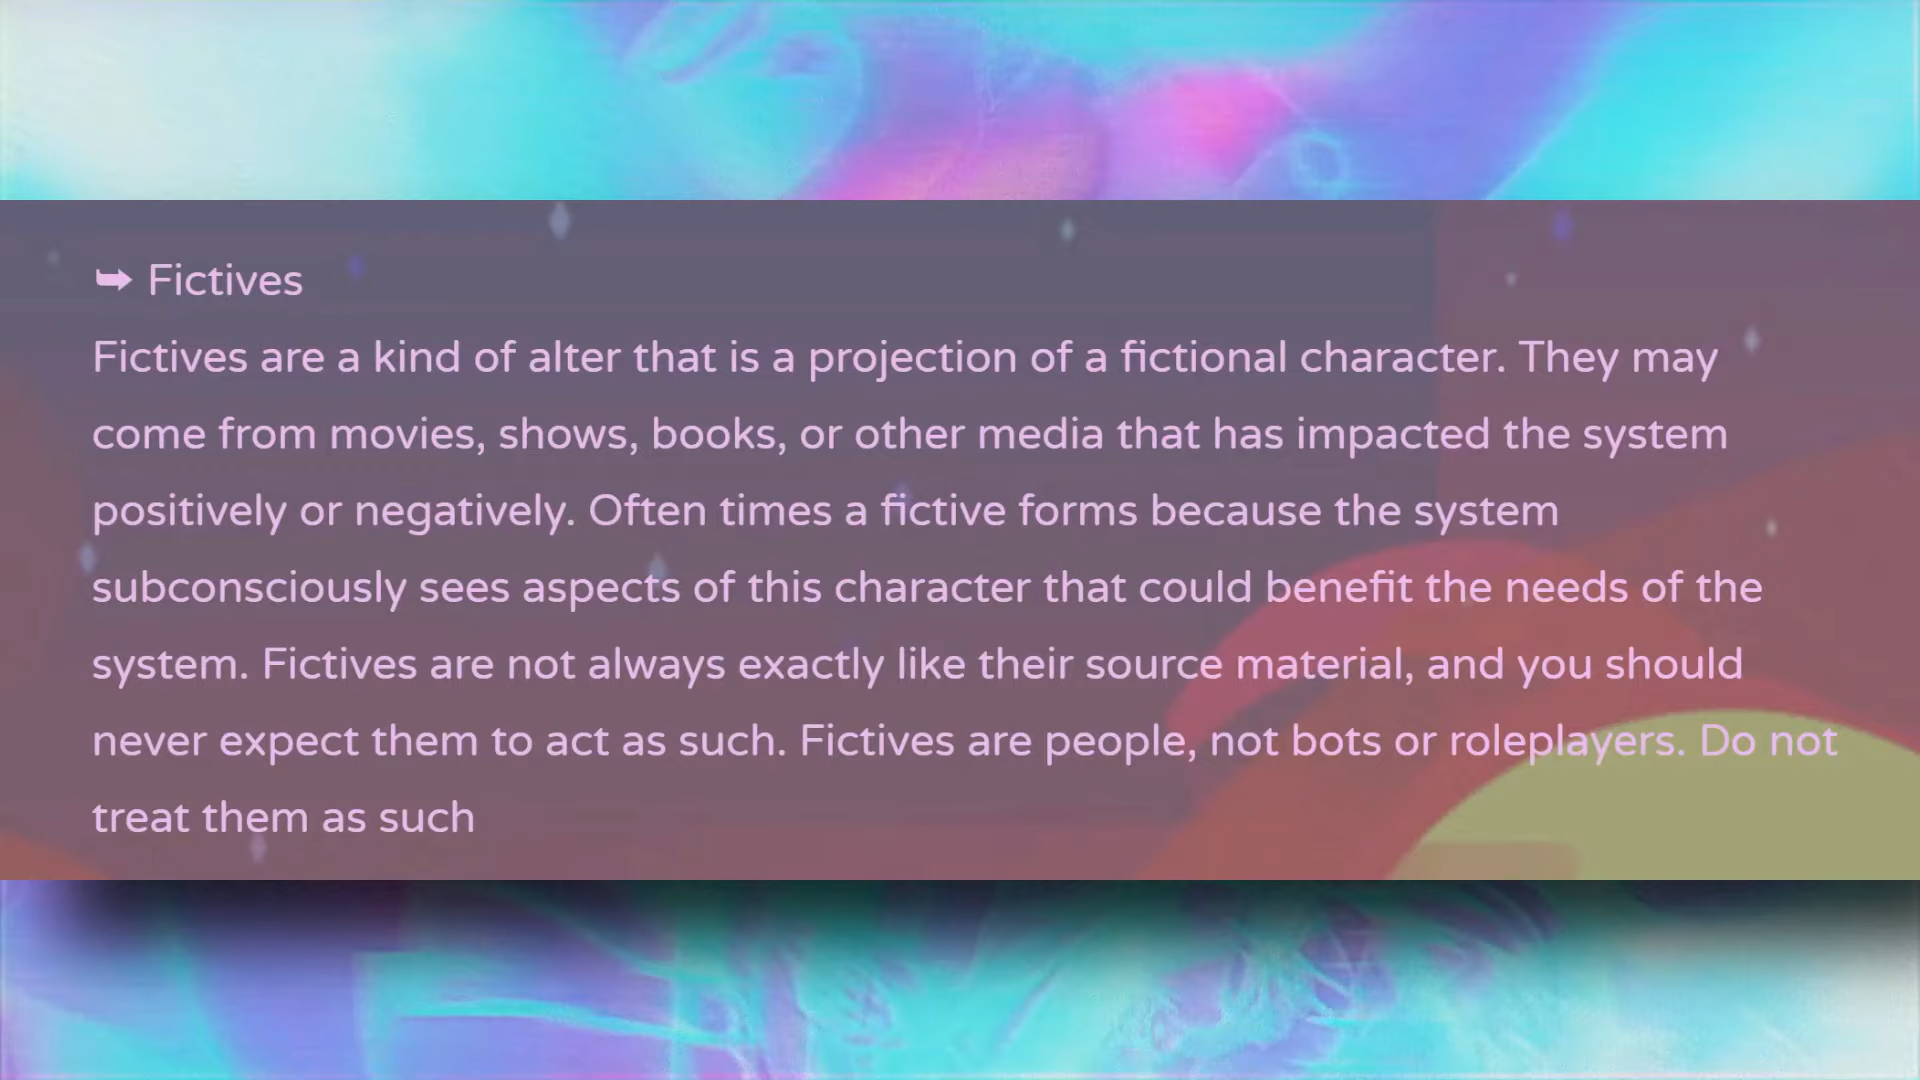 ➥ Fictives
Fictives are a kind of alter that is a projection of a fictional character. They may
come from movies, shows, books, or other media that has impacted the system
positively or negatively. Often times a fictive forms because the system
subconsciously sees aspects of this character that could benefit the needs of the
system. Fictives are not always exactly like their source material, and you should
never expect them to act as such. Fictives are people, not bots or roleplayers. Do not
treat them as such